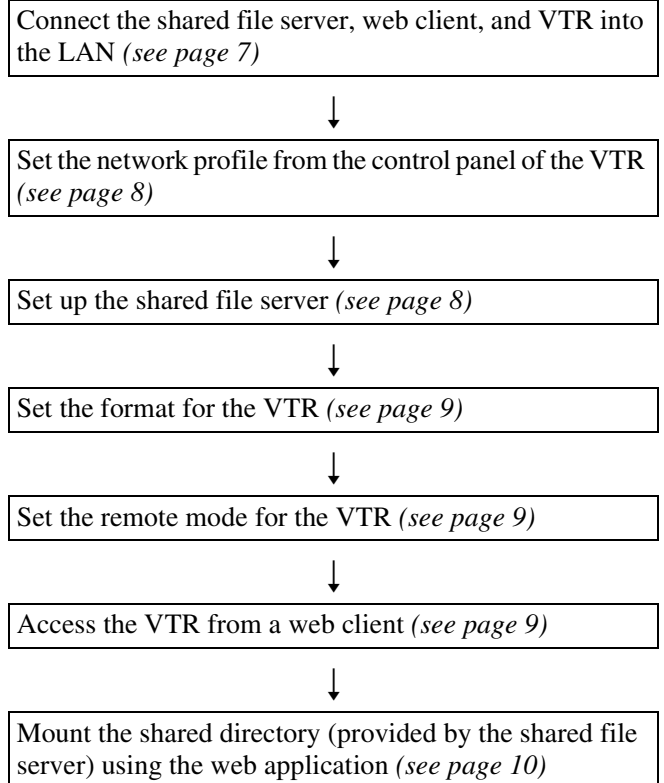 Connect the shared file server, web client, and VTR into
the LAN (see page 7)
Set the network profile from the control panel of the VTR
(see page 8)
Set up the shared file server (see page 8)
Set the format for the VTR (see page 9)
Set the remote mode for the VTR (see page 9)
Access the VTR from a web client (see page 9)
Mount the shared directory (provided by the shared file
server) using the web application (see page 10)